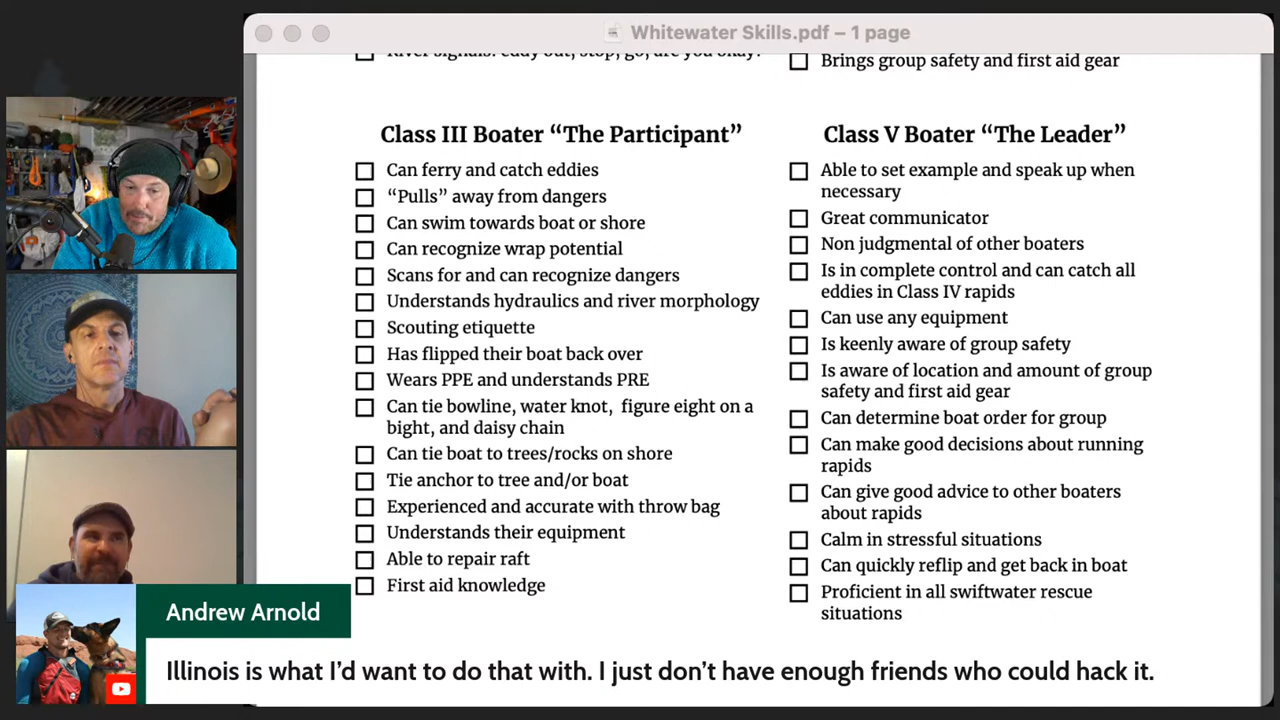 Whitewater Skills.pdf – 1 page
River signals: eddy out, stop, go, are you okay?
Class III Boater “The Participant”
Can ferry and catch eddies
“Pulls” away from dangers
Can swim towards boat or shore
Can recognize wrap potential
Scans for and can recognize dangers
Understands hydraulics and river morphology
Scouting etiquette
Has flipped their boat back over
Wears PPE and understands PRE
Can tie bowline, water knot, figure eight on a
bight, and daisy chain
Can tie boat to trees/rocks on shore
Tie anchor to tree and/or boat
Experienced and accurate with throw bag
Understands their equipment
Able to repair raft
First aid knowledge
Brings group safety and first aid gear
Class V Boater “The Leader”
Able to set example and speak up when
necessary
Great communicator
Non judgmental of other boaters
Is in complete control and can catch all
eddies in Class IV rapids
Can use any equipment
Is keenly aware of group safety
Is aware of location and amount of group
safety and first aid gear
Can determine boat order for group
Can make good decisions about running
rapids
Can give good advice to other boaters
about rapids
Calm in stressful situations
Can quickly reflip and get back in boat
Proficient in all swiftwater rescue
situations
Andrew Arnold
Illinois is what I’d want to do that with. I just don’t have enough friends who could hack it.